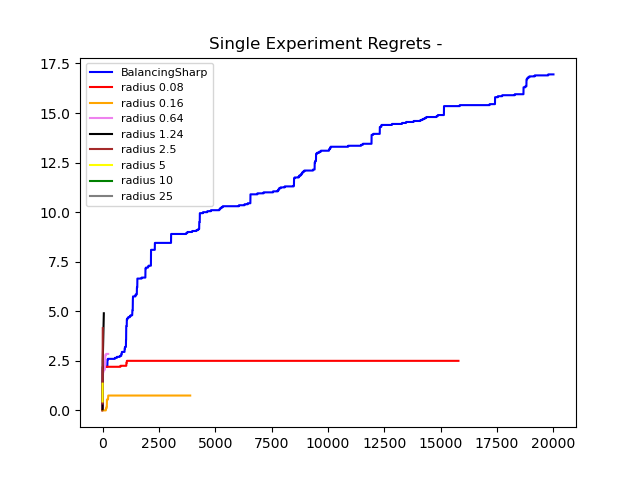 Single Experiment Regrets -
17.5
15.0
12.5
10.0
7.5
5.0
2.5
0.0
BalancingSharp
radius 0.08
radius 0.16
radius 0.64
radius 1.24
radius 2.5
radius 5
radius 10
radius 25
0 2500 5000 7500 10000 12500 15000 17500 20000